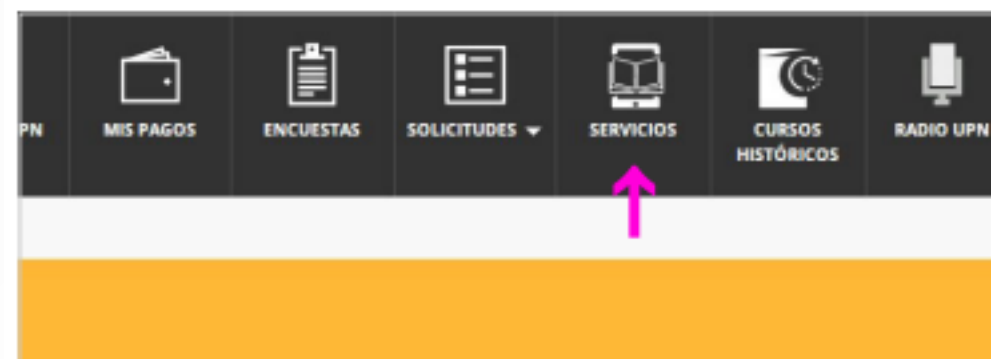 PN
MIS PAGOS
ENCUESTAS
SOLICITUDES
SERVICIOS
CURSOS
HISTÓRICOS
RADIO UPN